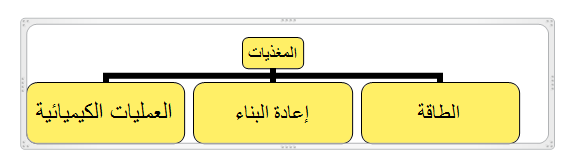 المغذيات
الطاقة
إعادة البناء
العمليات الكيميائية